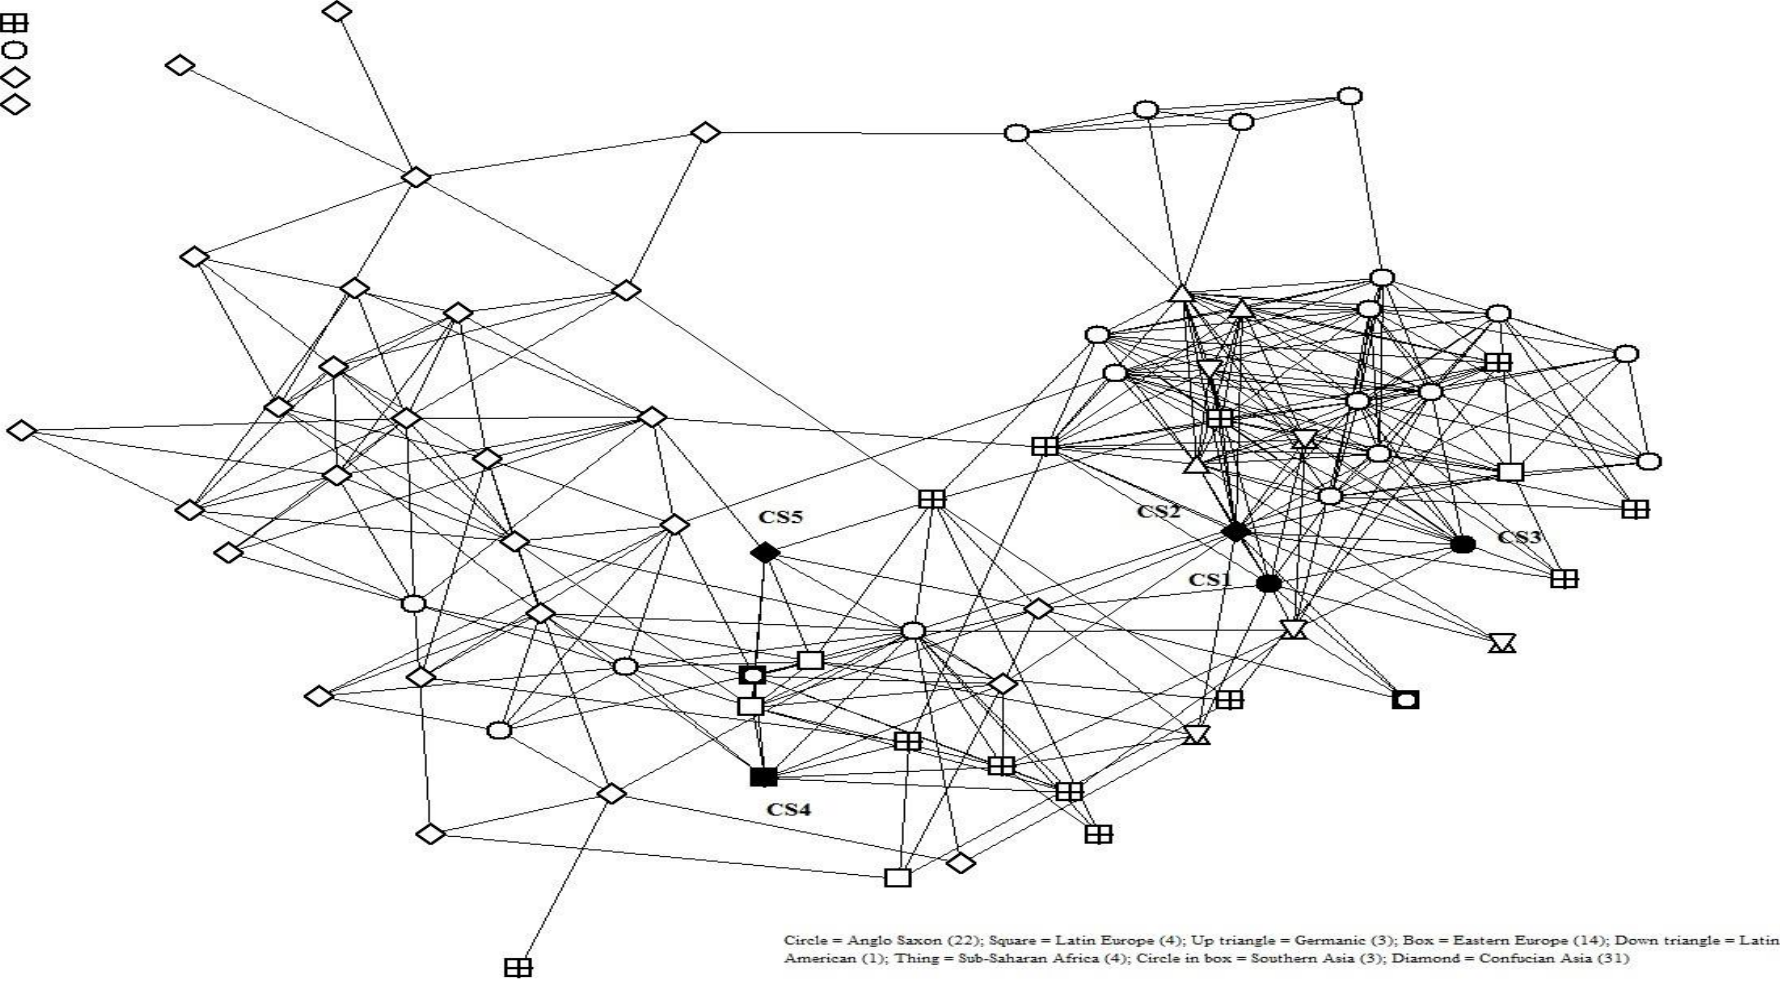 CS5
CS2
CS3
CS1
CS4
Circle = Anglo Saxon (22); Square = Latin Europe (4); Up triangle = Germanic (3); Box = Eastern Europe (14); Down triangle = Latin
American (1); Thing = Sub-Saharan Africa (4); Circle in box = Southern Asia (3); Diamond = Confucian Asia (31)